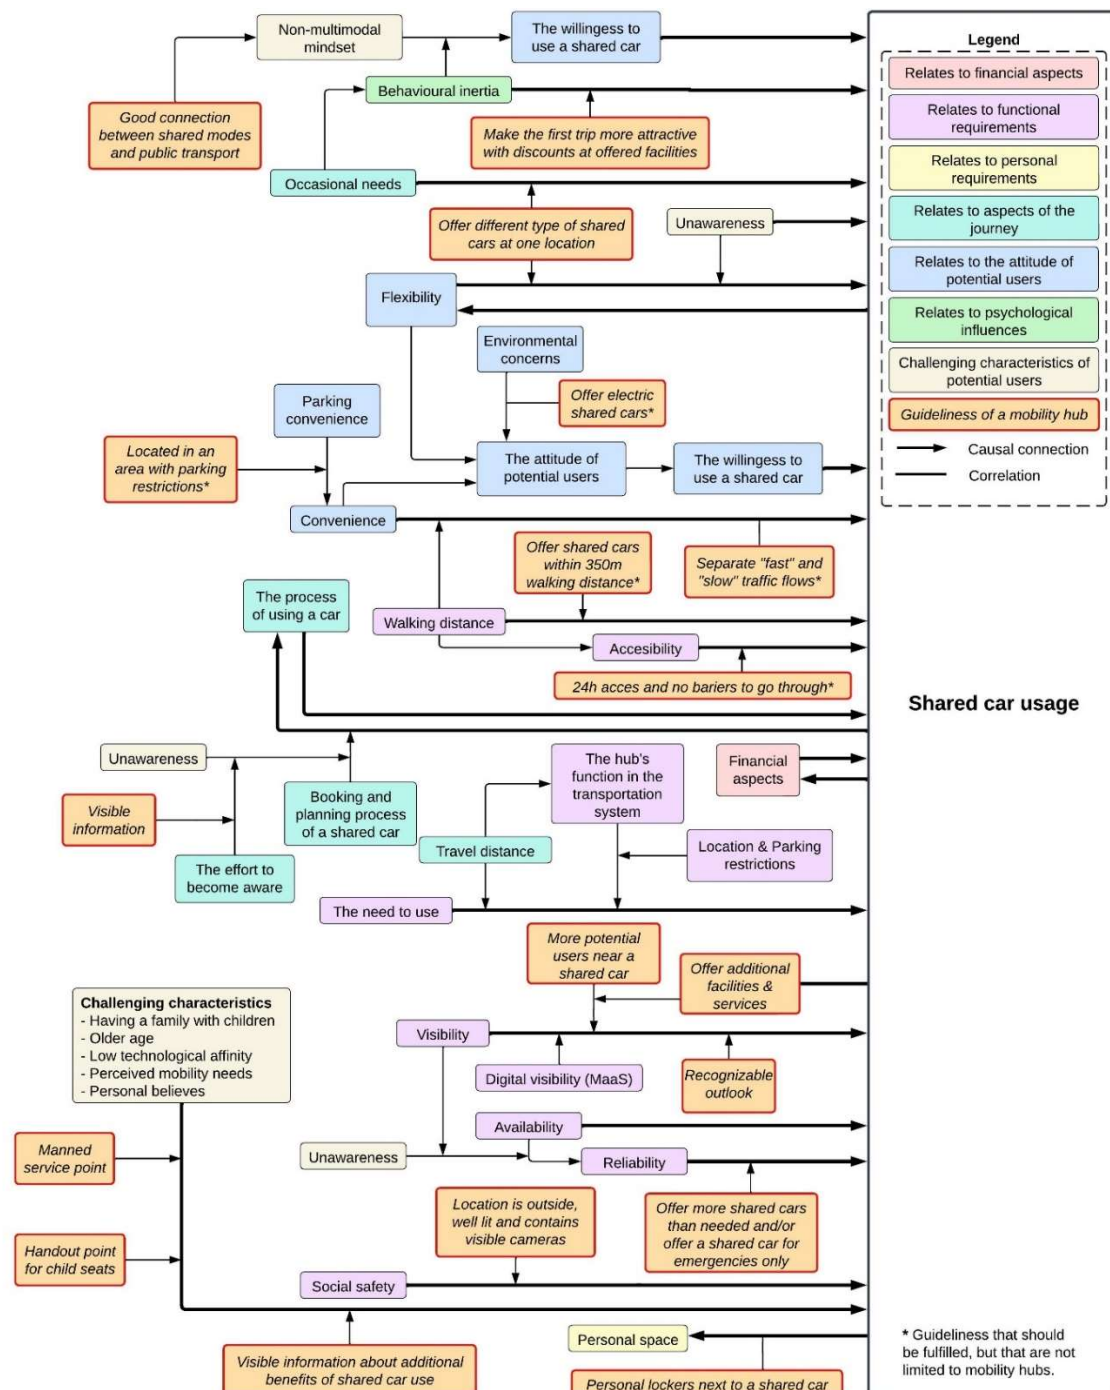 Non-multimodal
mindset
The willingess to
use a shared car
Behavioural inertia
Good connection
between shared modes
and public transport
Make the first trip more attractive
with discounts at offered facilities
Occasional needs
Offer different type of shared
cars at one location
Unawareness
Flexibility
Environmental
concerns
Offer electric
shared cars*
Parking
convenience
Located in an
area with parking
restrictions*
The attitude of
potential users
The willingess to
use a shared car
Convenience
Offer shared cars
within 350m
walking distance*
Separate "fast" and
"slow" traffic flows*
The process
of using a car
Walking distance
Accesibility
24h acces and no bariers to go through*
Unawareness
Visible
information
The effort to
become aware
Booking and
planning process
of a shared car
The hub's
function in the
transportation
system
Financial
aspects
Travel distance
Location & Parking
restrictions
The need to use
More potential
users near a
shared car
Offer additional
facilities &
services
Challenging characteristics
- Having a family with children
- Older age
- Low technological affinity
- Perceived mobility needs
- Personal believes
Visibility
Digital visibility (MaaS)
Recognizable
outlook
Availability
Unawareness
Reliability
Manned
service point
Location is outside,
well lit and contains
visible cameras
Offer more shared cars
than needed and/or
offer a shared car for
emergencies only
Handout point
for child seats
Social safety
Personal space
Visible information about additional
benefits of shared car use
Personal lockers next to a shared car
Legend
Relates to financial aspects
Relates to functional
requirements
Relates to personal
requirements
Relates to aspects of the
journey
Relates to the attitude of
potential users
Relates to psychological
influences
Challenging characteristics of
potential users
Guideliness of a mobility hub
Causal connection
Correlation
Shared car usage
* Guideliness that should
be fulfilled, but that are not
limited to mobility hubs.